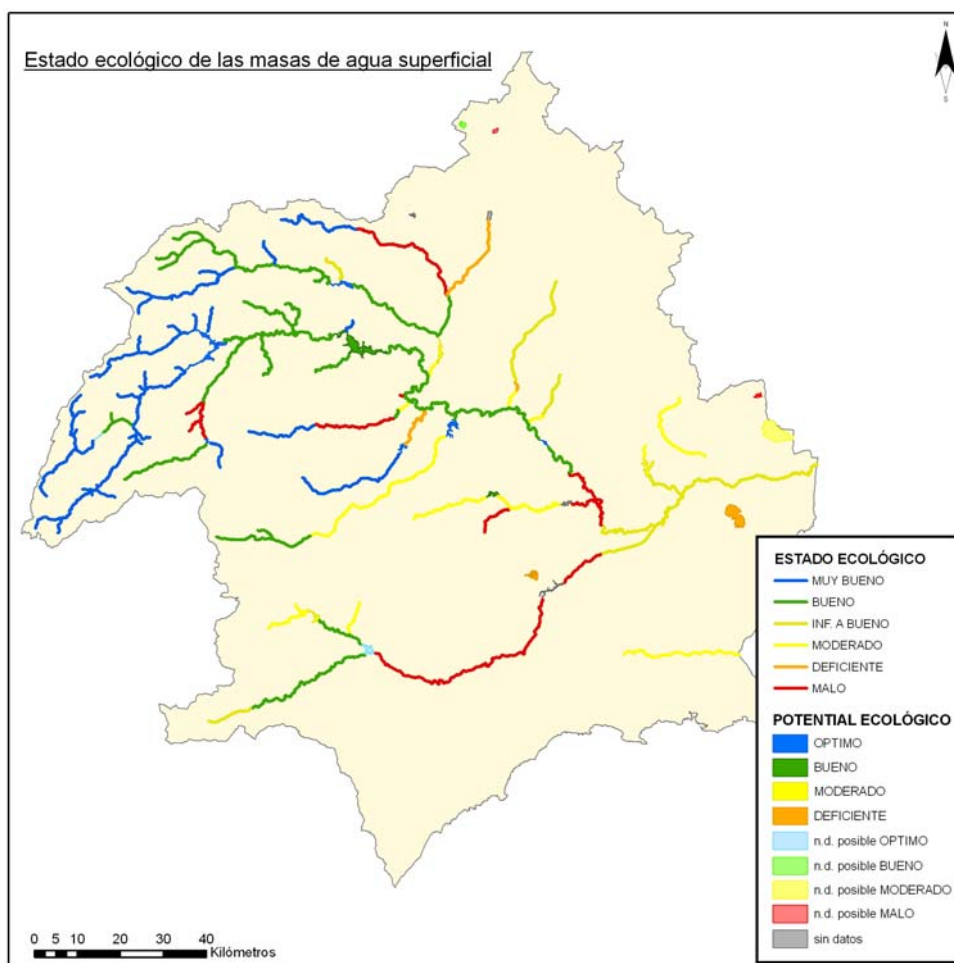 Estado ecológico de las masas de agua superficial
N
S
ESTADO ECOLÓGICO
MUY BUENO
BUENO
INF. A BUENO
MODERADO
DEFICIENTE
MALO
POTENTIAL ECOLÓGICO
OPTIMO
BUENO
MODERADO
DEFICIENTE
n.d. posible OPTIMO
n.d. posible BUENO
n.d. posible MODERADO
n.d. posible MALO
sin datos
0 5 10 20 30 40
Kilómetros